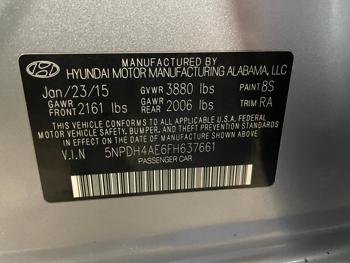 MANUFACTURED BY
HYUNDAI MOTOR MANUFACTURING ALABAMA, LLC
Jan/23/15 GVWR 3880 lbs PAINT 8S
GAWR FRONT 2161 lbs GAWR REAR 2006 lbs TRIM RA
THIS VEHICLE CONFORMS TO ALL APPLICABLE U.S.A. FEDERAL
MOTOR VEHICLE SAFETY, BUMPER, AND THEFT PREVENTION
STANDARDS IN EFFECT ON THE DATE OF MANUFACTURE SHOWN ABOVE.
V.I.N 5NPDH4AE6FH637661
PASSENGER CAR